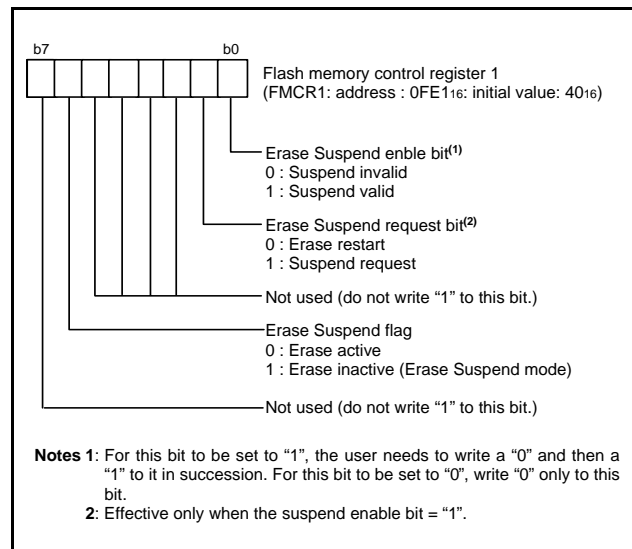 b7 b0
Flash memory control register 1
(FMCR1: address : 0FE116: initial value: 4016)
Erase Suspend enble bit(1)
0 : Suspend invalid
1 : Suspend valid
Erase Suspend request bit(2)
0 : Erase restart
1 : Suspend request
Not used (do not write “1” to this bit.)
Erase Suspend flag
0 : Erase active
1 : Erase inactive (Erase Suspend mode)
Not used (do not write “1” to this bit.)
Notes 1: For this bit to be set to “1”, the user needs to write a “0” and then a
“1” to it in succession. For this bit to be set to “0”, write “0” only to this
bit.
2: Effective only when the suspend enable bit = “1”.